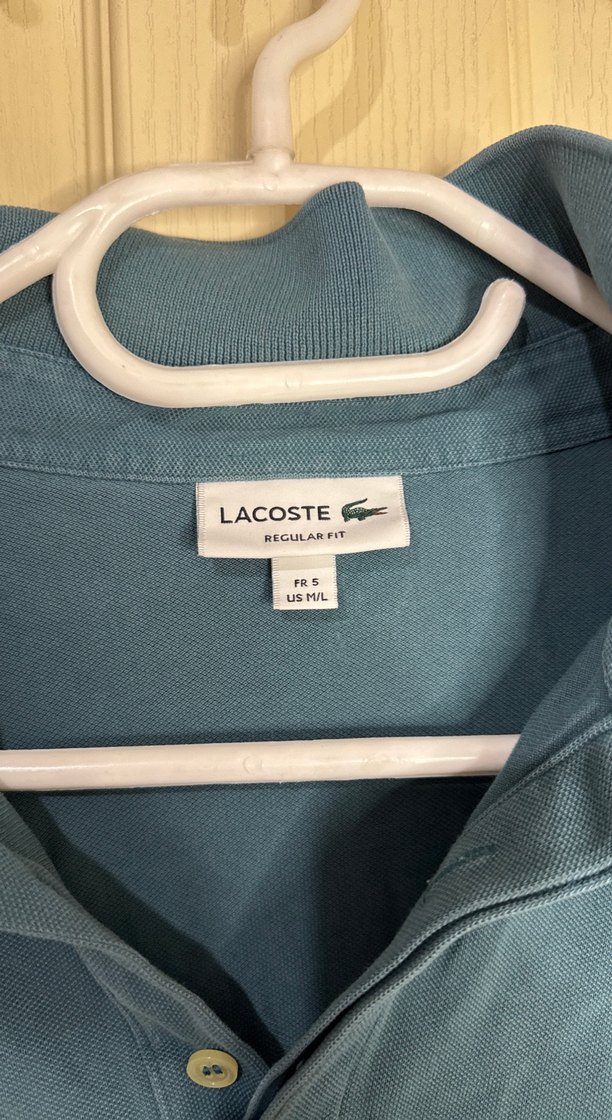 LACOSTE
REGULAR FIT
FR 5
US M/L